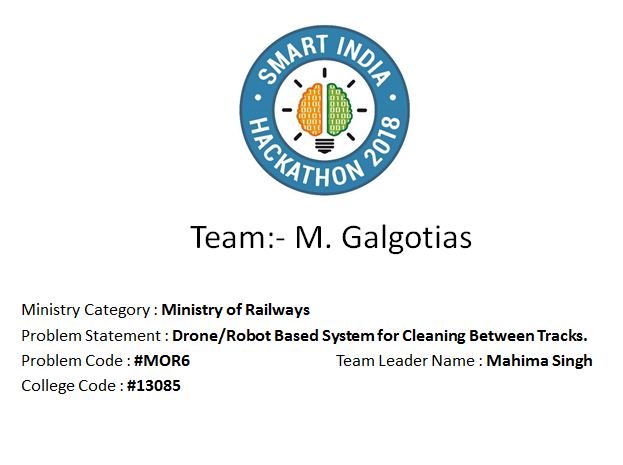 SMART INDIA
HACKATHON 2018
Team:- M. Galgotias
Ministry Category : Ministry of Railways
Problem Statement : Drone/Robot Based System for Cleaning Between Tracks.
Problem Code : #MOR6 Team Leader Name : Mahima Singh
College Code : #13085